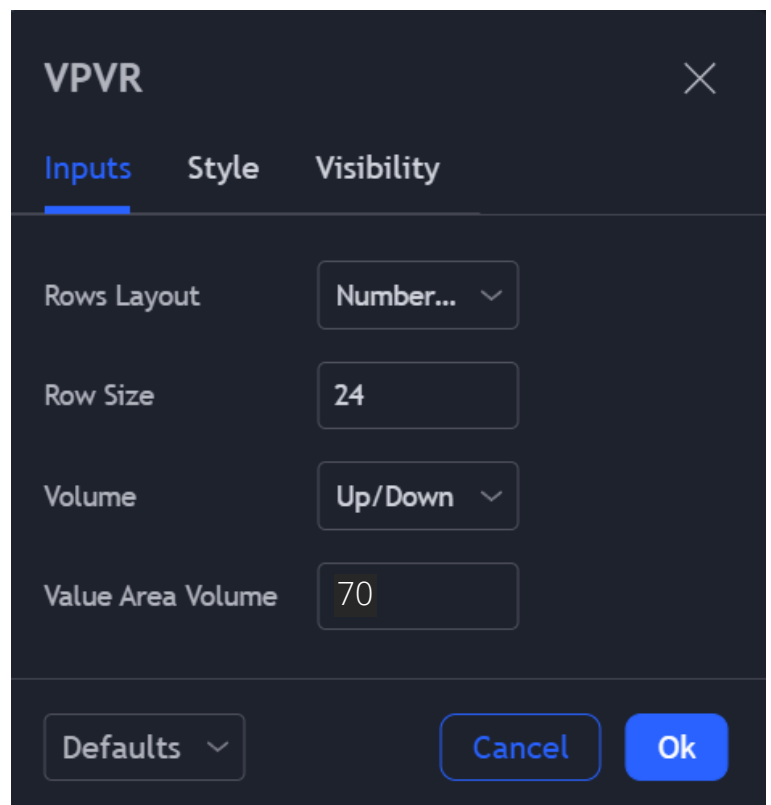 VPVR
Inputs Style Visibility
Rows Layout Number...
Row Size 24
Volume Up/Down
Value Area Volume 70
Defaults Cancel Ok